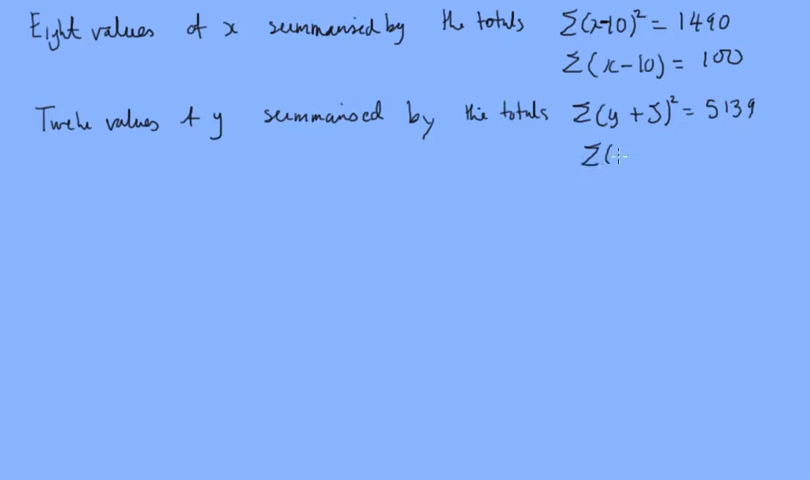 Eight values of x summarised by the totals Σ(x-10)² = 1490
Σ(x-10) = 100
Twelve values of y summarised by the totals Σ(y+5)² = 5139
Σ(